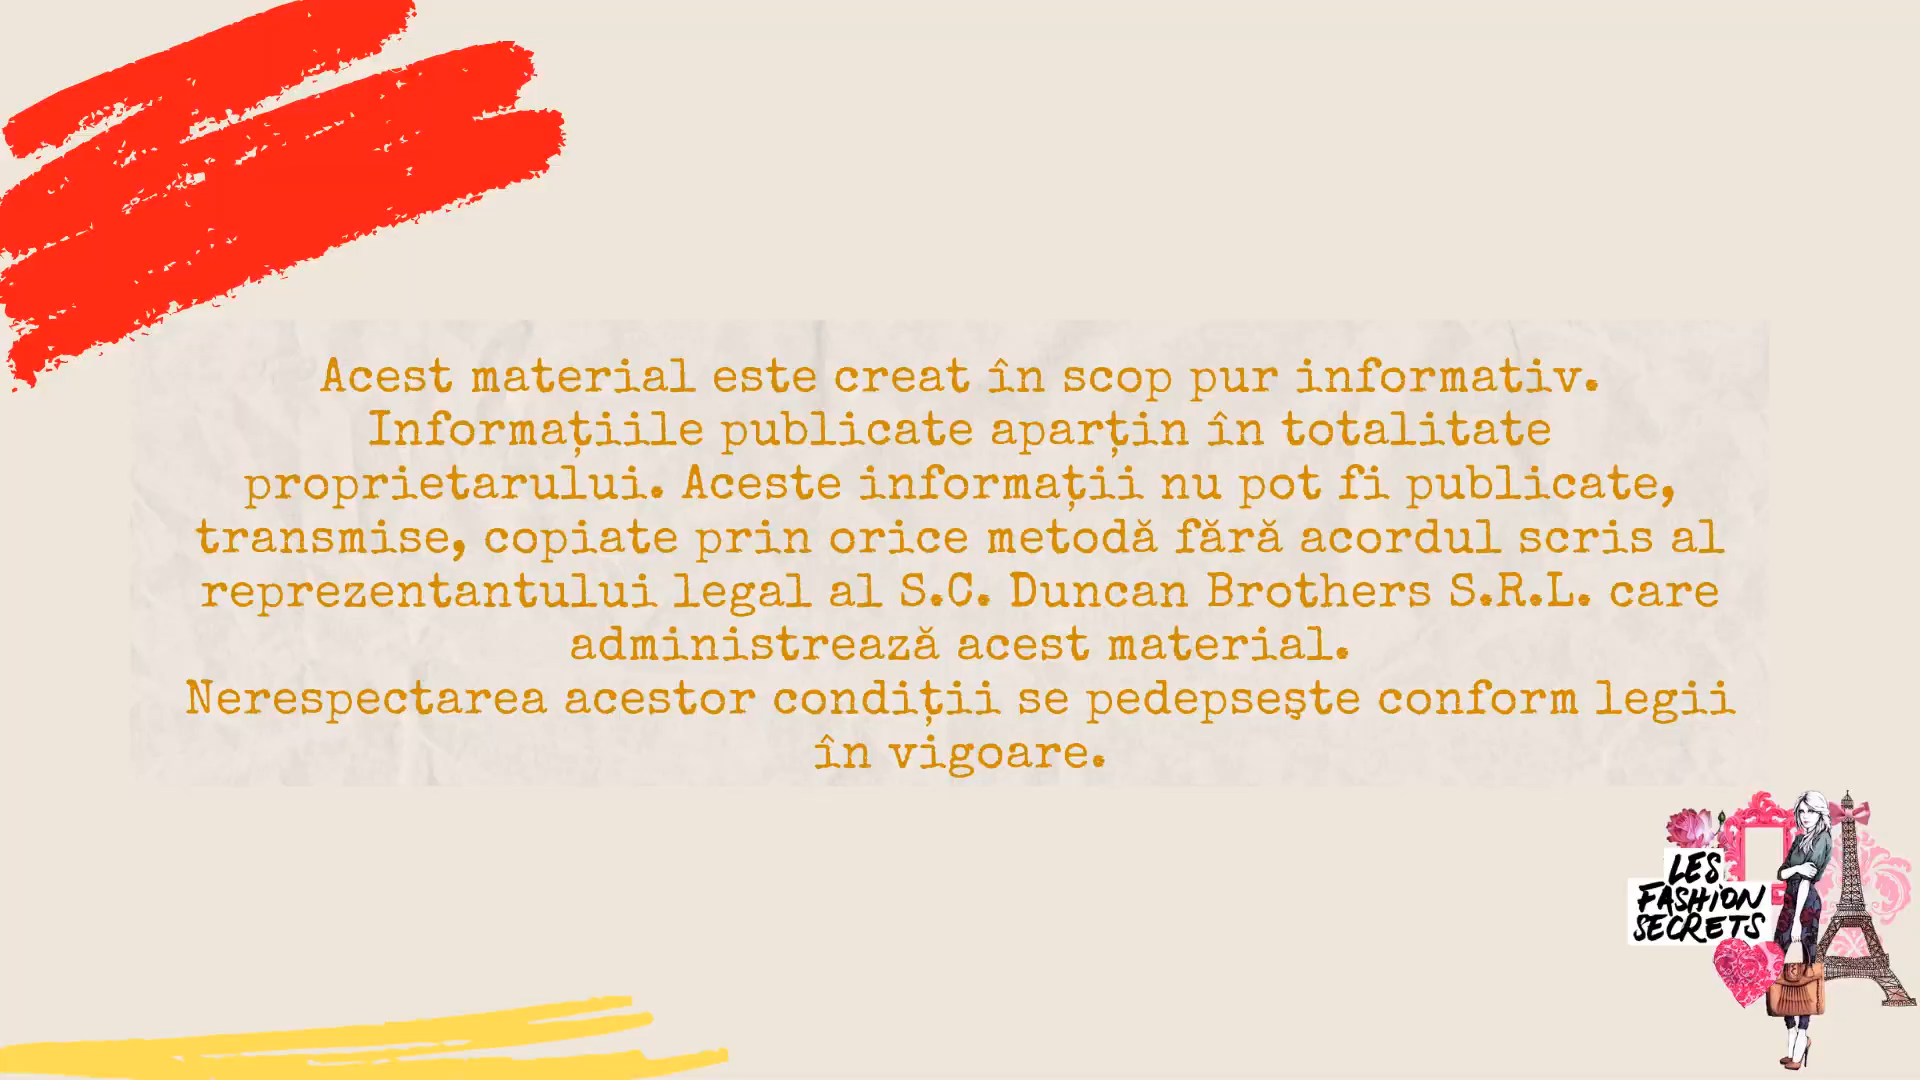 Acest material este creat în scop pur informativ.
Informațiile publicate aparțin în totalitate
proprietarului. Aceste informații nu pot fi publicate,
transmise, copiate prin orice metodă fără acordul scris al
reprezentantului legal al S.C. Duncan Brothers S.R.L. care
administrează acest material.
Nerespectarea acestor condiții se pedepsește conform legii
în vigoare.
LES
FASHiON
SECRETS